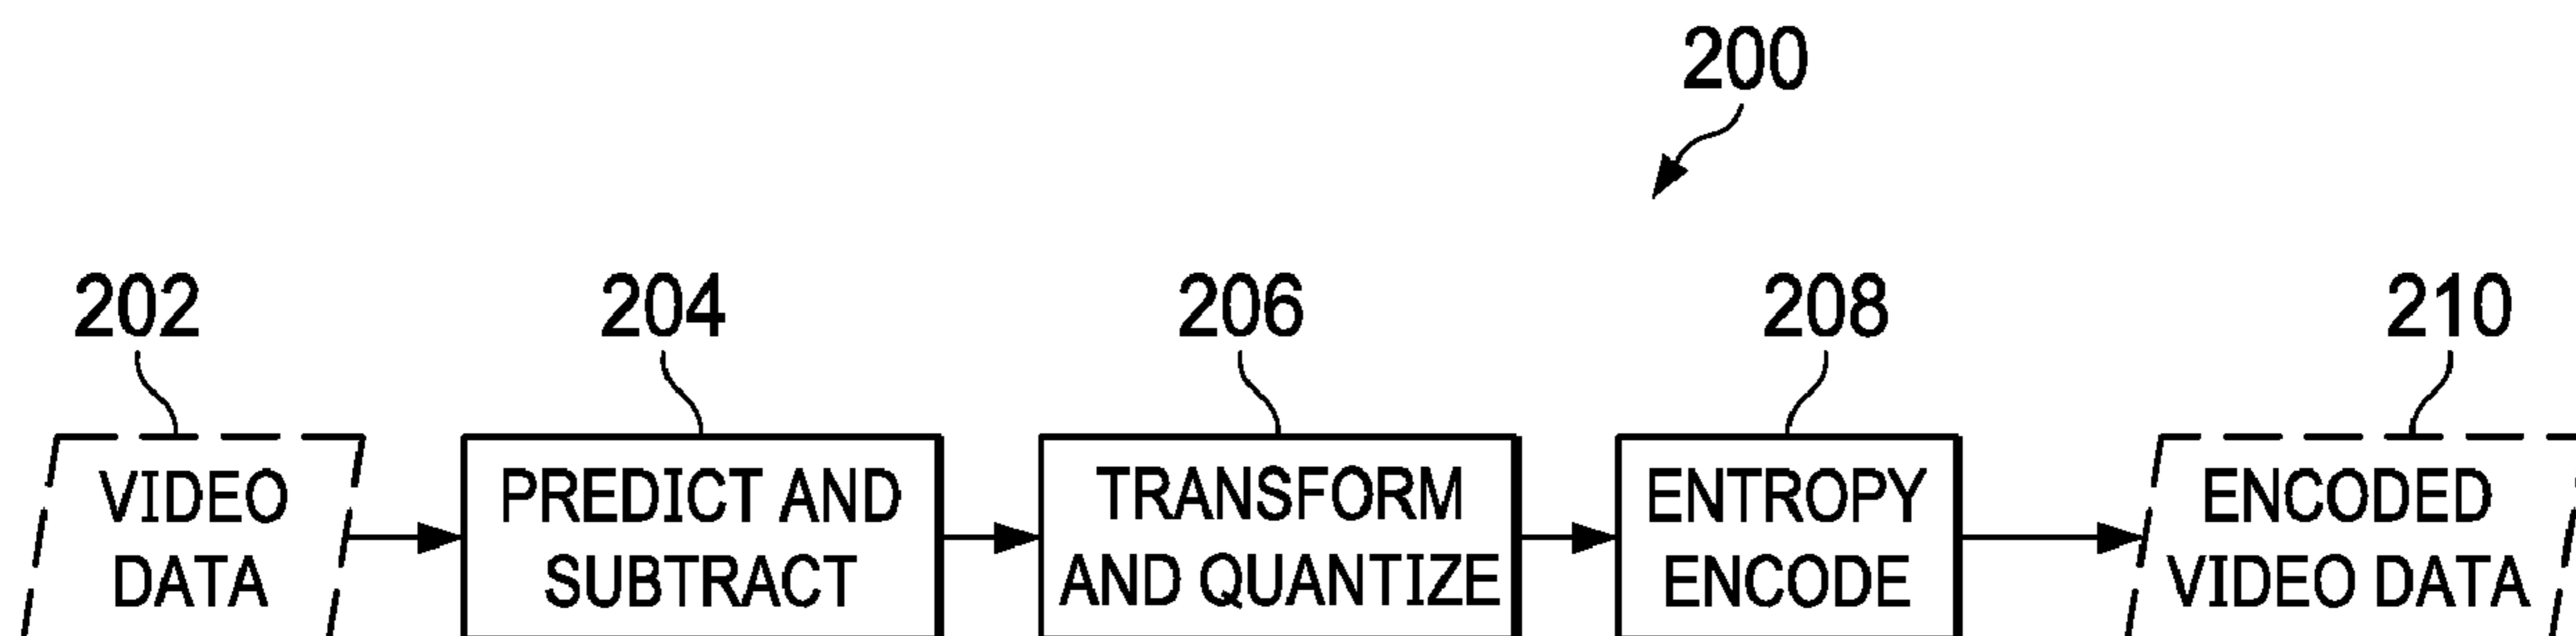 200
202
204
206
208
210
VIDEO
DATA
PREDICT AND
SUBTRACT
TRANSFORM
AND QUANTIZE
ENTROPY
ENCODE
ENCODED
VIDEO DATA